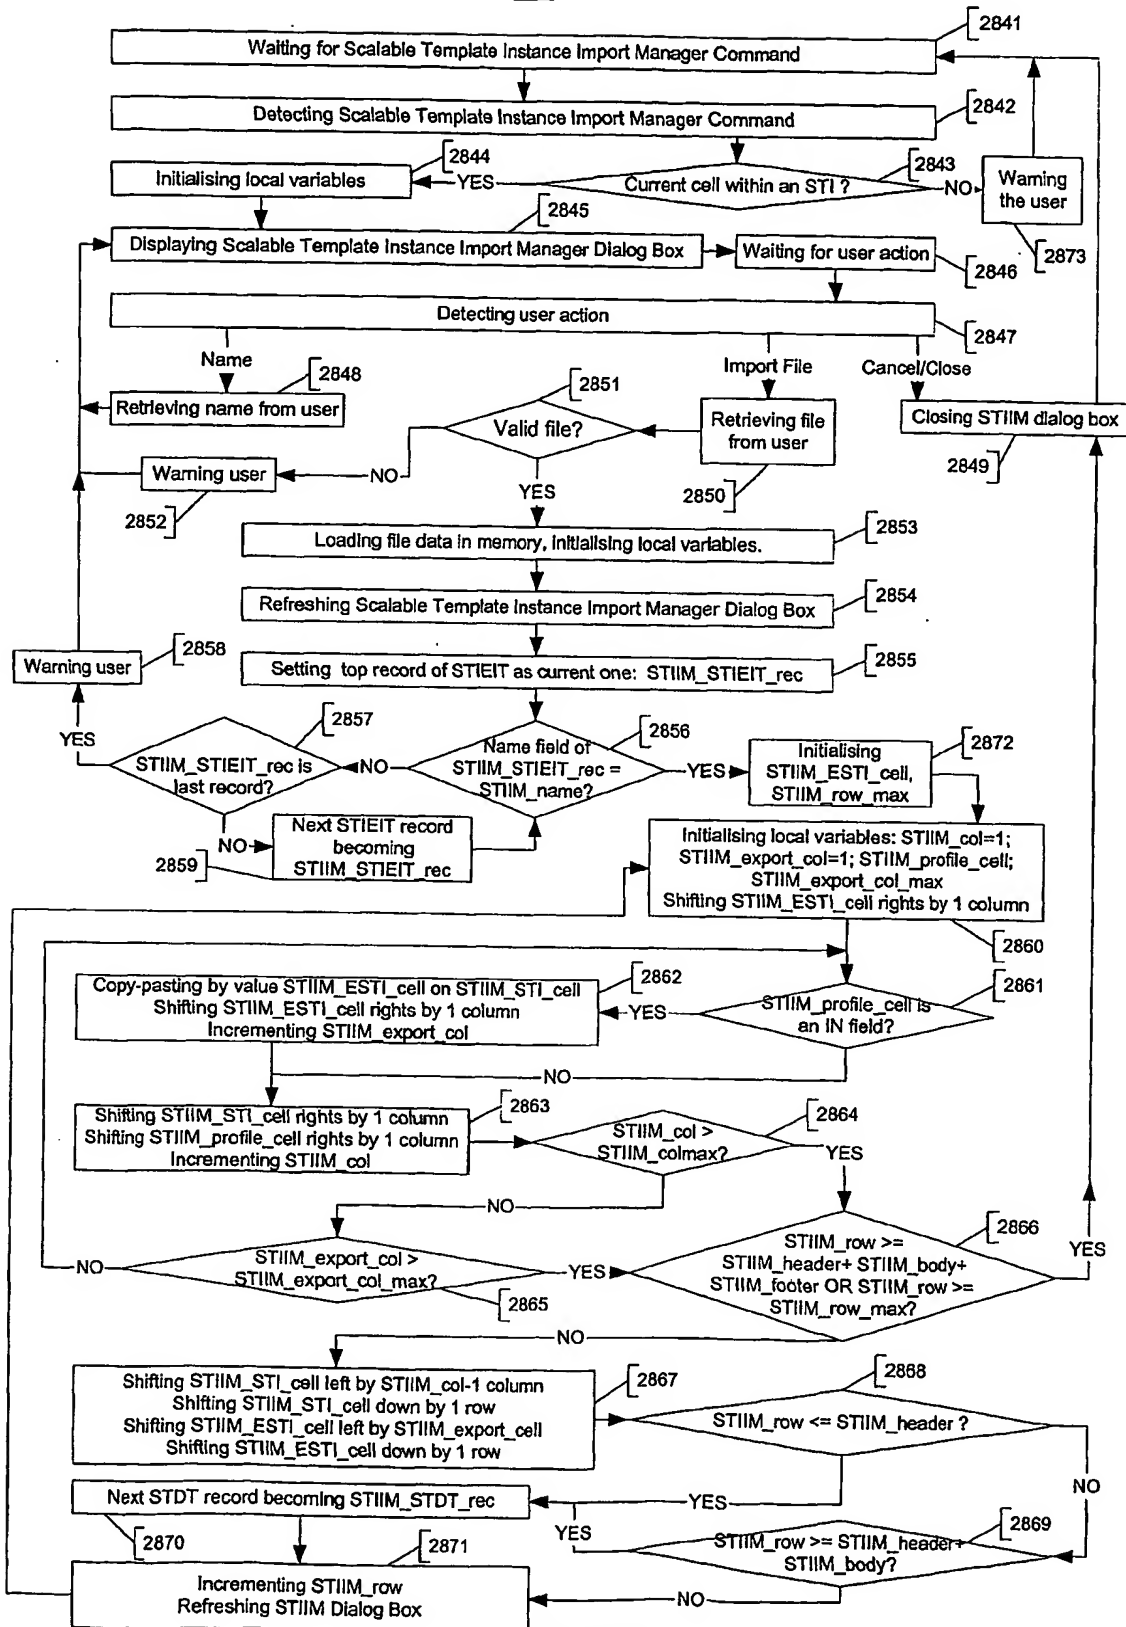 2841
Waiting for Scalable Template Instance Import Manager Command
2842
Detecting Scalable Template Instance Import Manager Command
2844
2843
Initialising local variables
YES
Current cell within an STI ?
NO
Warning
the user
2845
2873
Displaying Scalable Template Instance Import Manager Dialog Box
Waiting for user action
2846
Detecting user action
2847
Name
Import File
Cancel/Close
2848
2851
Retrieving name from user
Valid file?
Retrieving file
from user
Closing STIIM dialog box
2849
Warning user
NO
YES
2850
2852
2853
Loading file data in memory, initialising local variables.
2854
Refreshing Scalable Template Instance Import Manager Dialog Box
2858
Warning user
2855
Setting top record of STIEIT as current one: STIIM_STIEIT_rec
YES
2857
2856
STIIM_STIEIT_rec is
last record?
NO
Name field of
STIIM_STIEIT_rec =
STIIM_name?
YES
2872
Initialising
STIIM_ESTI_cell,
STIIM_row_max
NO
Next STIEIT record
becoming
STIIM_STIEIT_rec
2859
Initialising local variables: STIIM_col=1;
STIIM_export_col=1; STIIM_profile_cell;
STIIM_export_col_max
Shifting STIIM_ESTI_cell rights by 1 column
2860
2862
2861
Copy-pasting by value STIIM_ESTI_cell on STIIM_STI_cell
Shifting STIIM_ESTI_cell rights by 1 column
Incrementing STIIM_export_col
YES
STIIM_profile_cell is
an IN field?
NO
2863
Shifting STIIM_STI_cell rights by 1 column
Shifting STIIM_profile_cell rights by 1 column
Incrementing STIIM_col
2864
STIIM_col >
STIIM_colmax?
YES
NO
2866
NO
STIIM_export_col >
STIIM_export_col_max?
YES
2865
STIIM_row >=
STIIM_header+ STIIM_body+
STIIM_footer OR STIIM_row >=
STIIM_row_max?
YES
NO
2867
Shifting STIIM_STI_cell left by STIIM_col-1 column
Shifting STIIM_STI_cell down by 1 row
Shifting STIIM_ESTI_cell left by STIIM_export_cell
Shifting STIIM_ESTI_cell down by 1 row
2868
STIIM_row <= STIIM_header ?
NO
Next STDT record becoming STIIM_STDT_rec
YES
2870
2871
YES
2869
STIIM_row >= STIIM_header+
STIIM_body?
Incrementing STIIM_row
Refreshing STIIM Dialog Box
NO